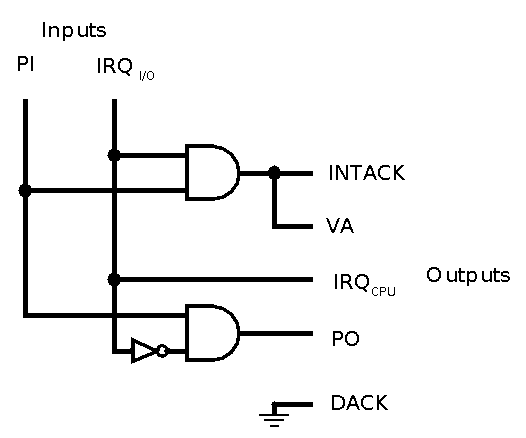 Inputs
PI IRQ I/O
INTACK
VA
IRQ CPU Outputs
PO
DACK